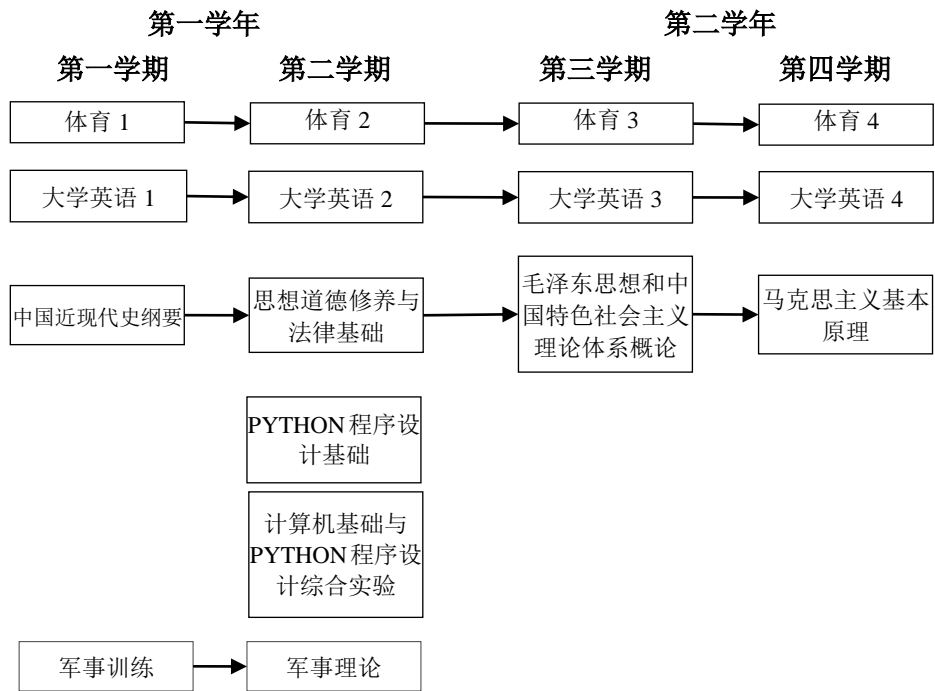 第一学年 第二学年
第一学期 第二学期 第三学期 第四学期
体育 1 体育 2 体育 3 体育 4
大学英语 1 大学英语 2 大学英语 3 大学英语 4
中国近现代史纲要
思想道德修养与
法律基础
毛泽东思想和中
国特色社会主义
理论体系概论
马克思主义基本
原理
PYTHON 程序设
计基础
计算机基础与
PYTHON 程序设
计综合实验
军事训练 军事理论